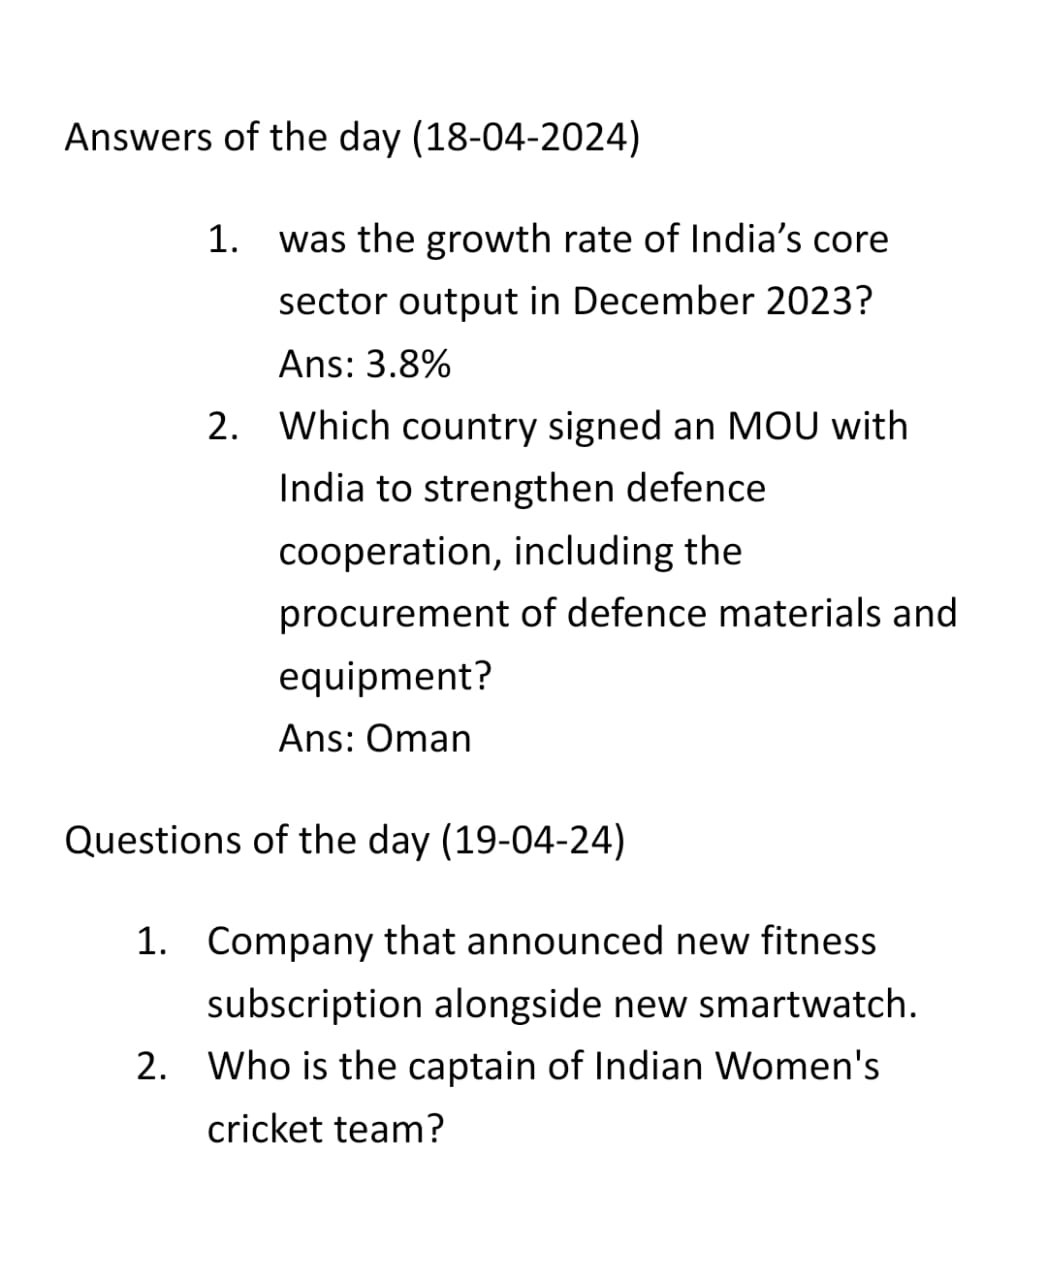 Answers of the day (18-04-2024)
1. was the growth rate of India’s core
sector output in December 2023?
Ans: 3.8%
2. Which country signed an MOU with
India to strengthen defence
cooperation, including the
procurement of defence materials and
equipment?
Ans: Oman
Questions of the day (19-04-24)
1. Company that announced new fitness
subscription alongside new smartwatch.
2. Who is the captain of Indian Women's
cricket team?